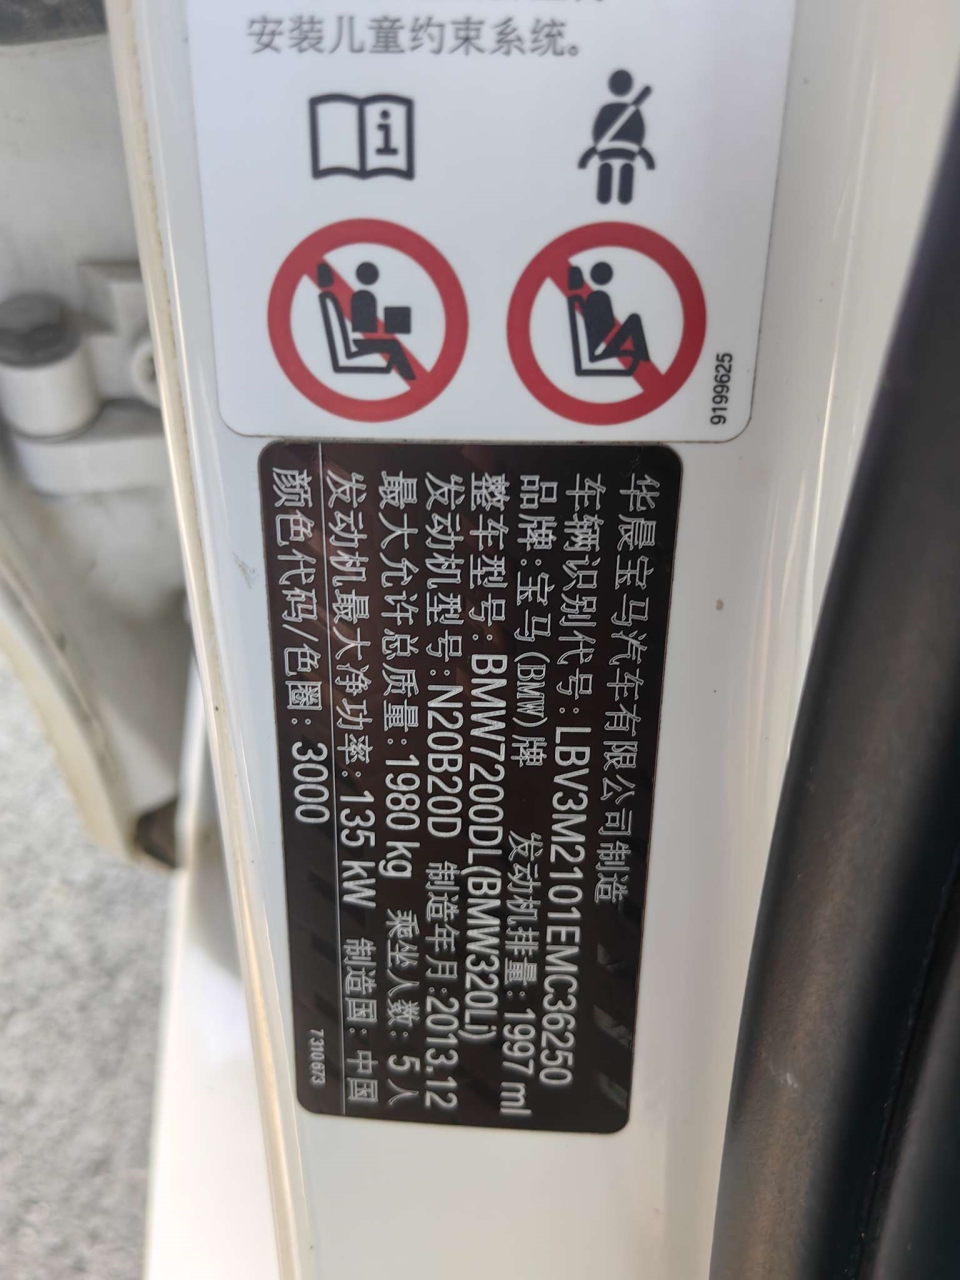 安装儿童约束系统。
i
9199625
华晨宝马汽车有限公司制造
车辆识别代号:LBV3M2101EMC36250
品牌:宝马(BMW)牌 发动机排量:1997 ml
整车型号:BMW7200DL(BMW320Li)
发动机型号:N20B20D 制造年月:2013.12
最大允许总质量:1980 kg 乘坐人数: 5 人
发动机最大净功率:135 kW 制造国:中国
颜色代码/色圈: 3000
7310673